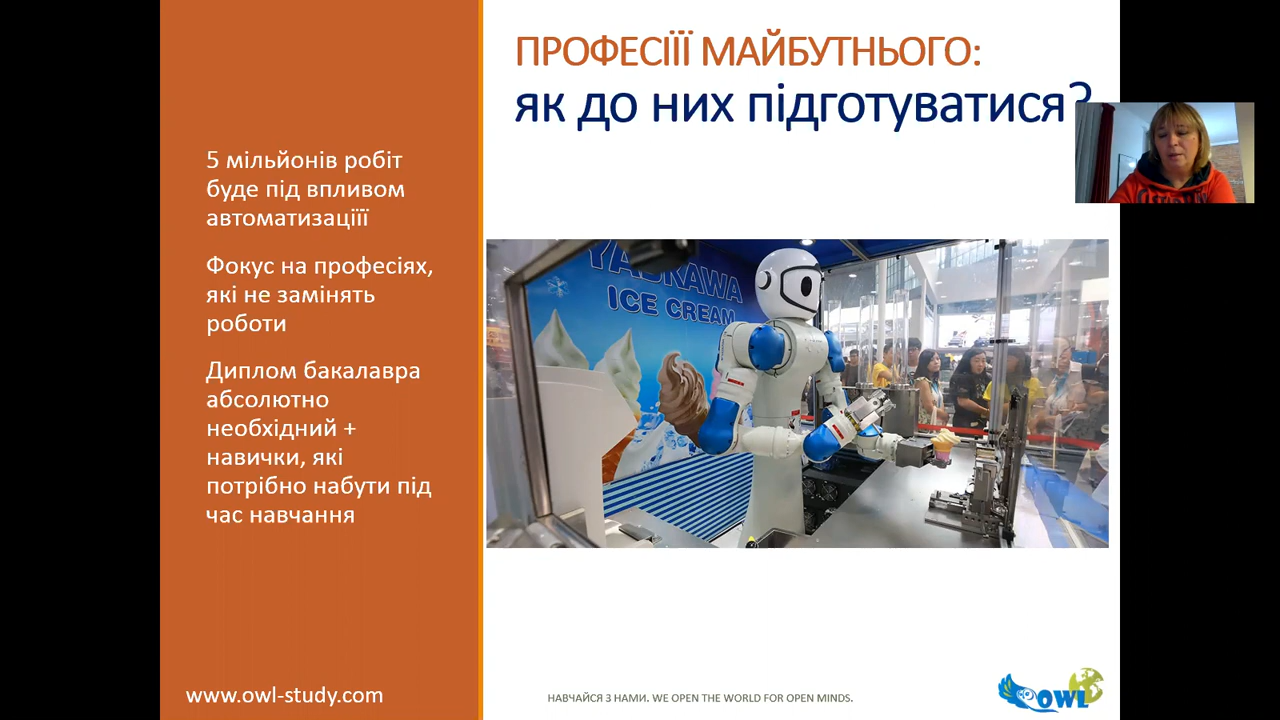 ПРОФЕСІЇЇ МАЙБУТНЬОГО:
як до них підготуватися?
5 мільйонів робіт
буде під впливом
автоматизаціїї
Фокус на професіях,
які не замінять
роботи
Диплом бакалавра
абсолютно
необхідний +
навички, які
потрібно набути під
час навчання
YASKAWA
ICE CREAM
www.owl-study.com
НАВЧАЙСЯ З НАМИ. WE OPEN THE WORLD FOR OPEN MINDS.
OWL